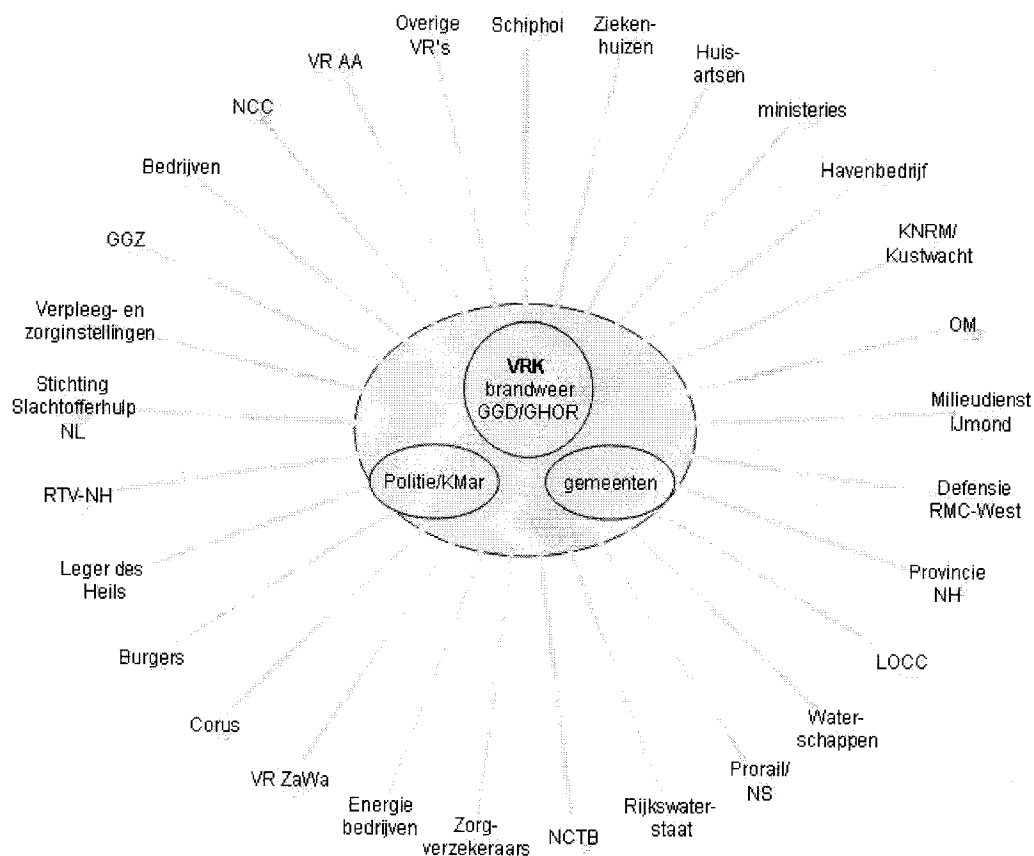 Overige
VR's
Schiphol
Zieken-
huizen
Huis-
artsen
ministeries
Havenbedrijf
KNRM/
Kustwacht
OM
Milieudienst
IJmond
Defensie
RMC-West
Provincie
NH
LOCC
Water-
schappen
Prorail/
NS
Rijkswater-
staat
NCTB
Zorg-
verzekeraars
Energie
bedrijven
VR ZaWa
Corus
Burgers
Leger des
Heils
RTV-NH
Stichting
Slachtofferhulp
NL
Verpleeg- en
zorginstellingen
GGZ
Bedrijven
NCC
VR AA
VRK
brandweer
GGD/GHOR
Politie/KMar
gemeenten